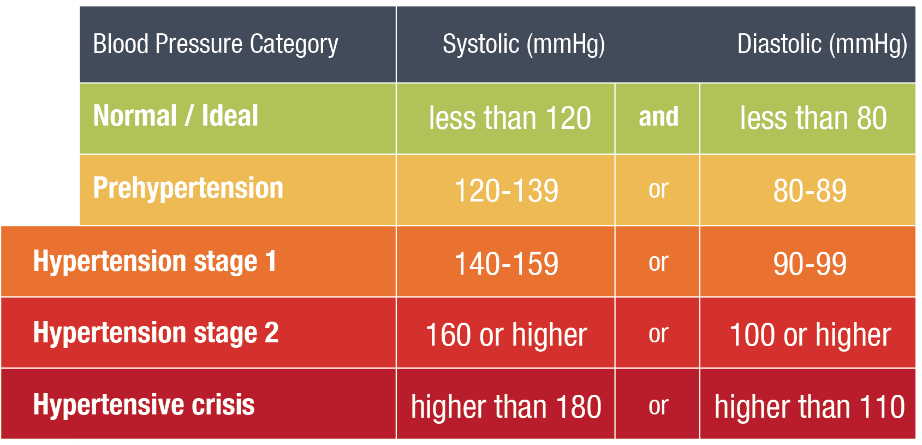 Blood Pressure Category Systolic (mmHg) Diastolic (mmHg)
Normal / Ideal less than 120 and less than 80
Prehypertension 120-139 or 80-89
Hypertension stage 1 140-159 or 90-99
Hypertension stage 2 160 or higher or 100 or higher
Hypertensive crisis higher than 180 or higher than 110